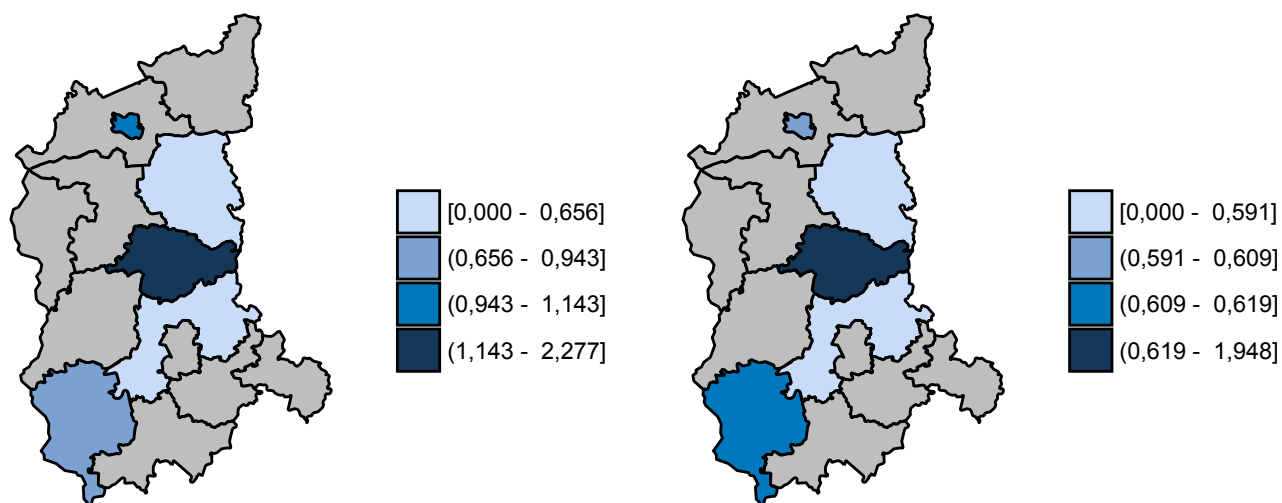 [0,000 - 0,656]
(0,656 - 0,943]
(0,943 - 1,143]
(1,143 - 2,277]
[0,000 - 0,591]
(0,591 - 0,609]
(0,609 - 0,619]
(0,619 - 1,948]